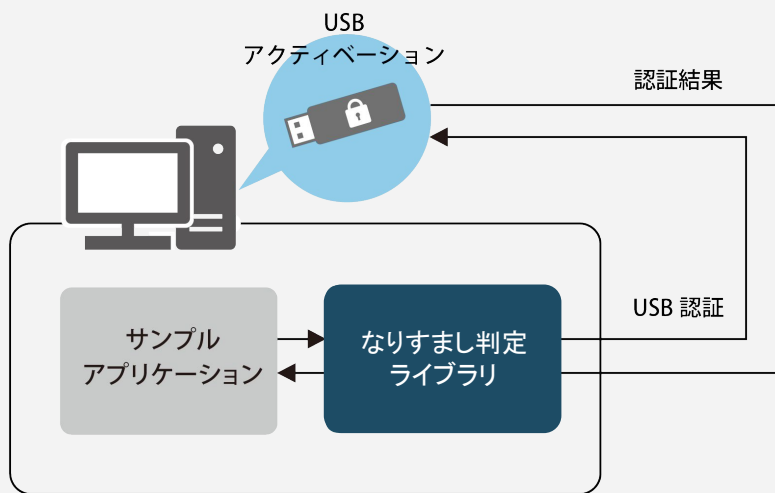 USB
アクティベーション
認証結果
USB 認証
サンプル
アプリケーション
なりすまし判定
ライブラリ